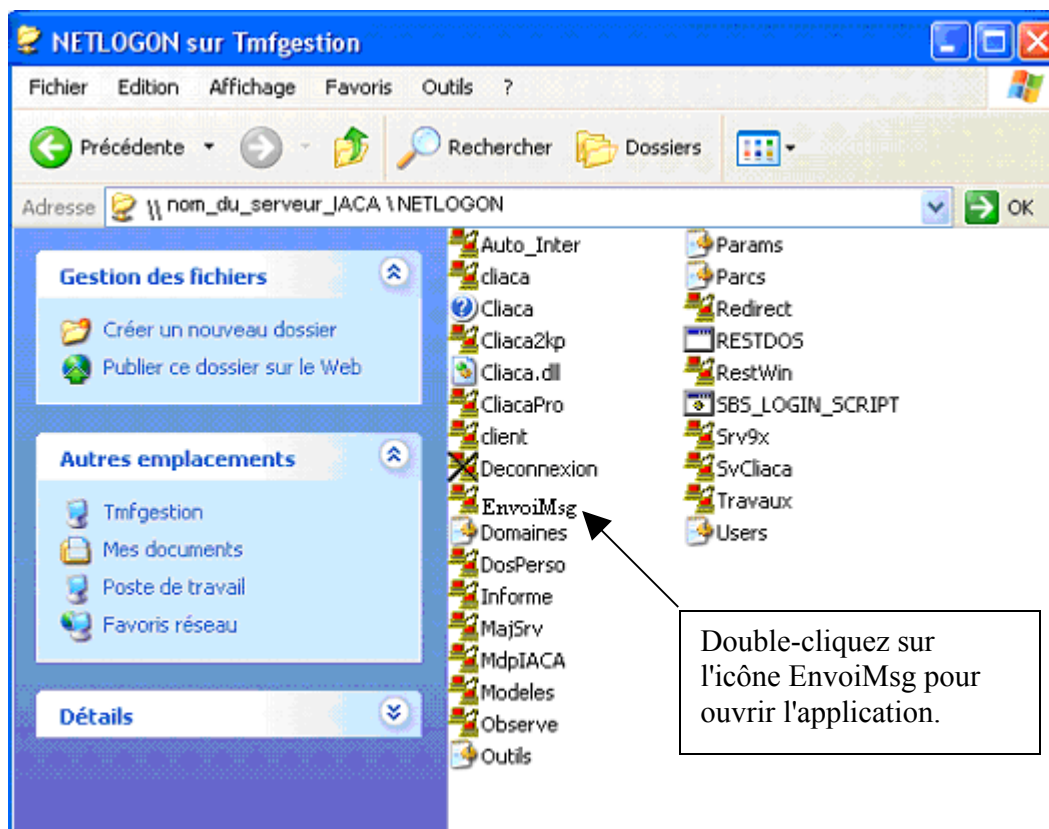 NETLOGON sur Tmfgestion
Fichier Edition Affichage Favoris Outils ?
Précédente Rechercher Dossiers
Adresse \\ nom_du_serveur_IACA \NETLOGON OK
Gestion des fichiers
Créer un nouveau dossier
Publier ce dossier sur le Web
Autres emplacements
Tmfgestion
Mes documents
Poste de travail
Favoris réseau
Détails
Auto_Inter
cliaca
Cliaca
Cliaca2kp
Cliaca.dll
CliacaPro
client
Deconnexion
EnvoiMsg
Domaines
DosPerso
Informe
MajSrv
MdpIACA
Modeles
Observe
Outils
Params
Parcs
Redirect
RESTDOS
RestWin
SBS_LOGIN_SCRIPT
Srv9x
SvCliaca
Travaux
Users
Double-cliquez sur
l'icône EnvoiMsg pour
ouvrir l'application.